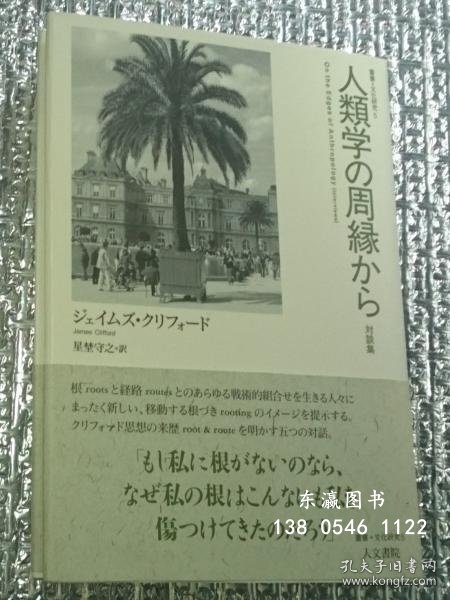 叢書・文化研究5
人類学の周縁から
対談集
On the Edges of Anthropology (Interviews)
ジェイムズ・クリフォード
James Clifford
星埜守之・訳
根 roots と経路 routes とのあらゆる戦術的組合せを生きる人々に
まったく新しい、移動する根づき rooting のイメージを提示する。
クリフォード思想の来歴 root & route を明かす五つの対話。
「もし私に根がないのなら、
なぜ私の根はこんなに
傷つけてきたのだろう」
叢書・文化研究5
人文書院
东瀛图书
138 0546 1122
孔夫子旧书网
www.kongfz.com